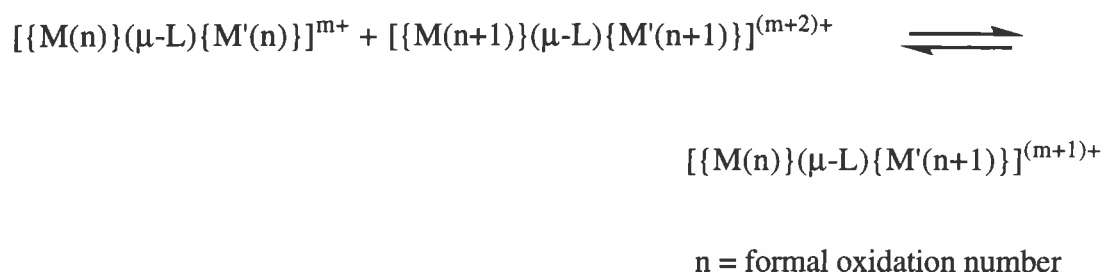 [{M(n)}(μ-L){M'(n)}]^{m+} + [{M(n+1)}(μ-L){M'(n+1)}]^{(m+2)+} ⇌
[{M(n)}(μ-L){M'(n+1)}]^{(m+1)+}
n = formal oxidation number